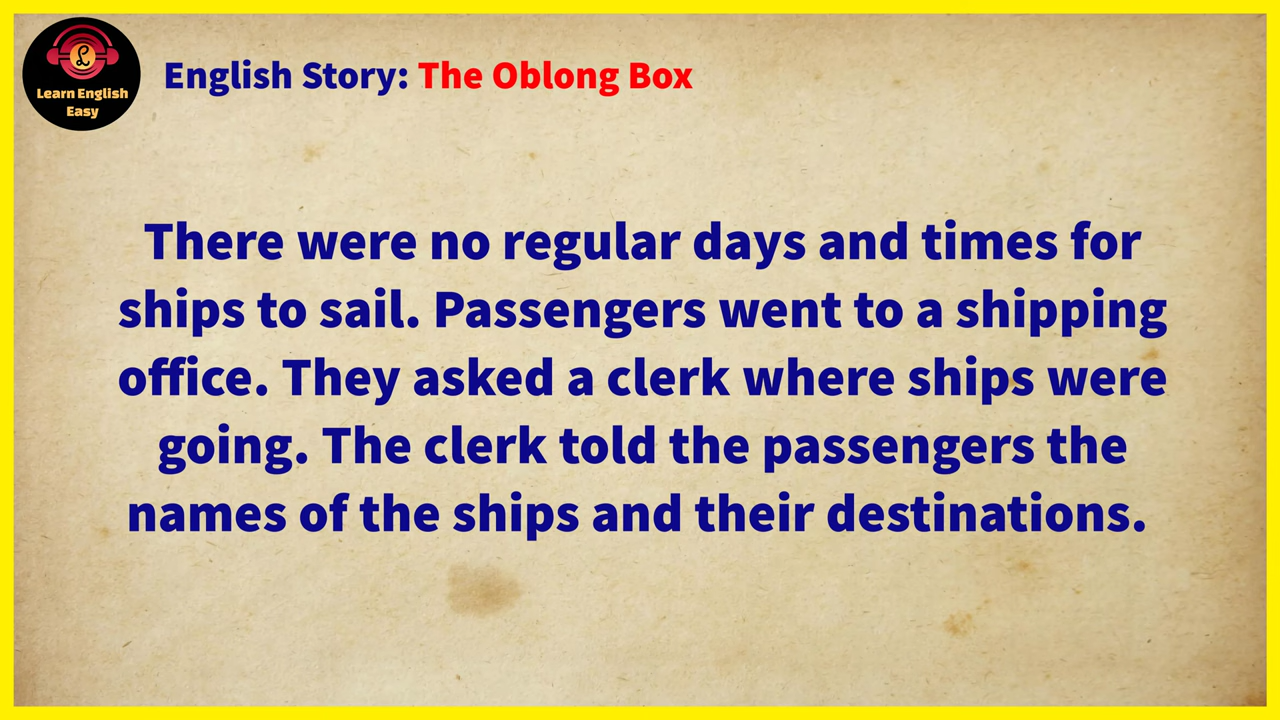 Learn English
Easy
English Story: The Oblong Box
There were no regular days and times for
ships to sail. Passengers went to a shipping
office. They asked a clerk where ships were
going. The clerk told the passengers the
names of the ships and their destinations.